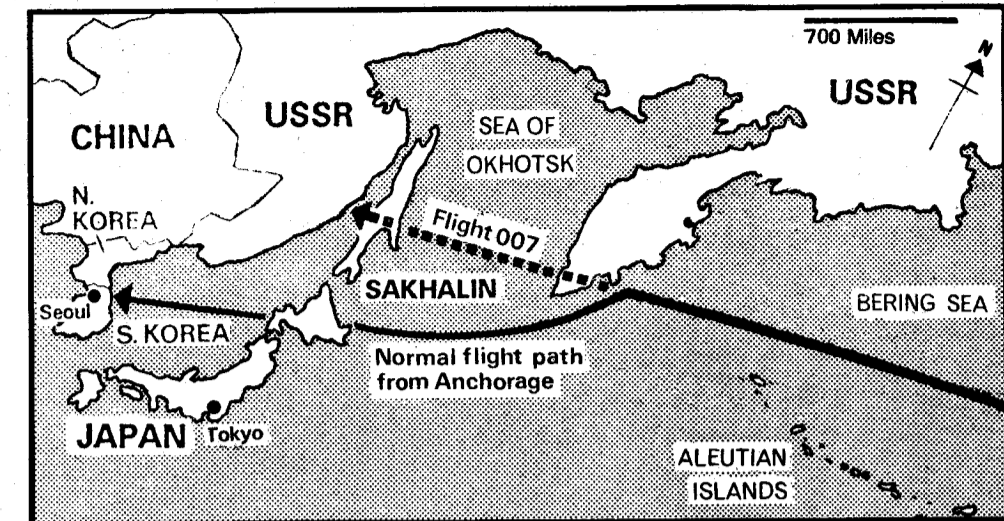 700 Miles
N
USSR
USSR
CHINA
SEA OF
OKHOTSK
N.
KOREA
Flight 007
SAKHALIN
BERING SEA
Seoul
S. KOREA
Normal flight path
from Anchorage
JAPAN
Tokyo
ALEUTIAN
ISLANDS